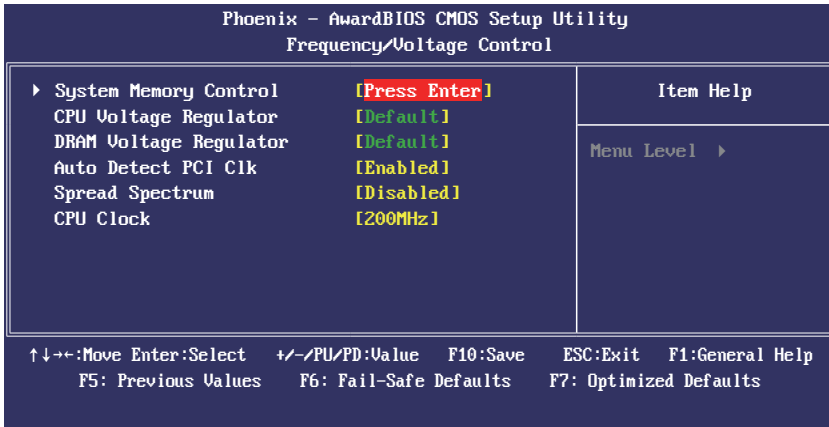 Phoenix - AwardBIOS CMOS Setup Utility
Frequency/Voltage Control
System Memory Control [Press Enter] Item Help
CPU Voltage Regulator [Default]
DRAM Voltage Regulator [Default] Menu Level
Auto Detect PCI Clk [Enabled]
Spread Spectrum [Disabled]
CPU Clock [200MHz]
↑↓→←:Move Enter:Select +/-/PU/PD:Value F10:Save ESC:Exit F1:General Help
F5: Previous Values F6: Fail-Safe Defaults F7: Optimized Defaults